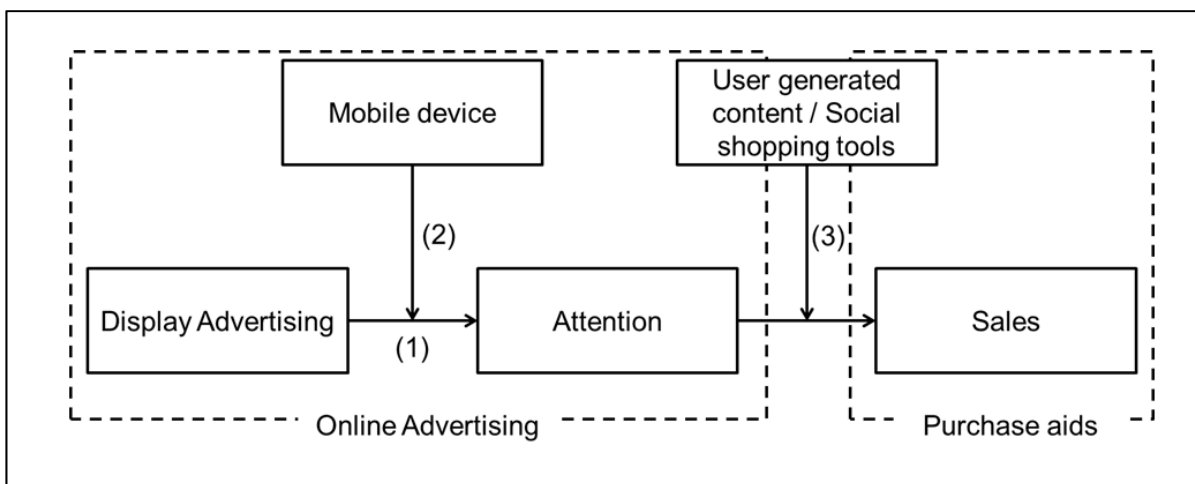 Mobile device
User generated
content / Social
shopping tools
(2)
(3)
Display Advertising
(1)
Attention
Sales
Online Advertising
Purchase aids